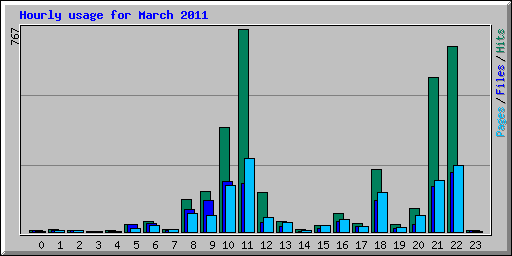 Hourly usage for March 2011
767
Pages/Files/Hits
0 1 2 3 4 5 6 7 8 9 10 11 12 13 14 15 16 17 18 19 20 21 22 23